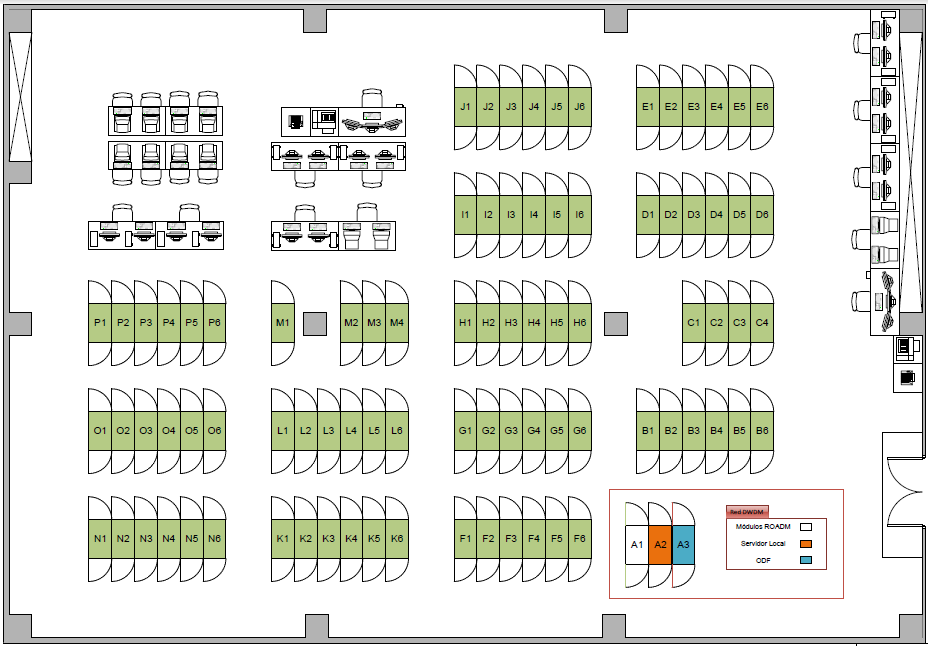 J1 J2 J3 J4 J5 J6
E1 E2 E3 E4 E5 E6
I1 I2 I3 I4 I5 I6
D1 D2 D3 D4 D5 D6
P1 P2 P3 P4 P5 P6
M1 M2 M3 M4
H1 H2 H3 H4 H5 H6
C1 C2 C3 C4
O1 O2 O3 O4 O5 O6
L1 L2 L3 L4 L5 L6
G1 G2 G3 G4 G5 G6
B1 B2 B3 B4 B5 B6
N1 N2 N3 N4 N5 N6
K1 K2 K3 K4 K5 K6
F1 F2 F3 F4 F5 F6
A1 A2 A3
Red DWDM
Módulos ROADM
Servidor Local
ODF